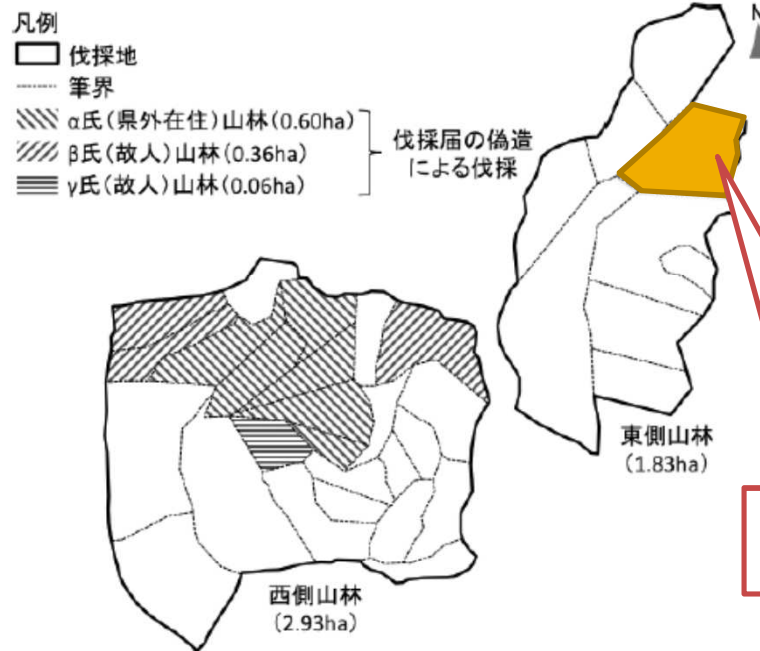 凡例
伐採地
筆界
α氏(県外在住)山林(0.60ha)
β氏(故人)山林(0.36ha)
γ氏(故人)山林(0.06ha)
伐採届の偽造
による伐採
N
東側山林
(1.83ha)
西側山林
(2.93ha)